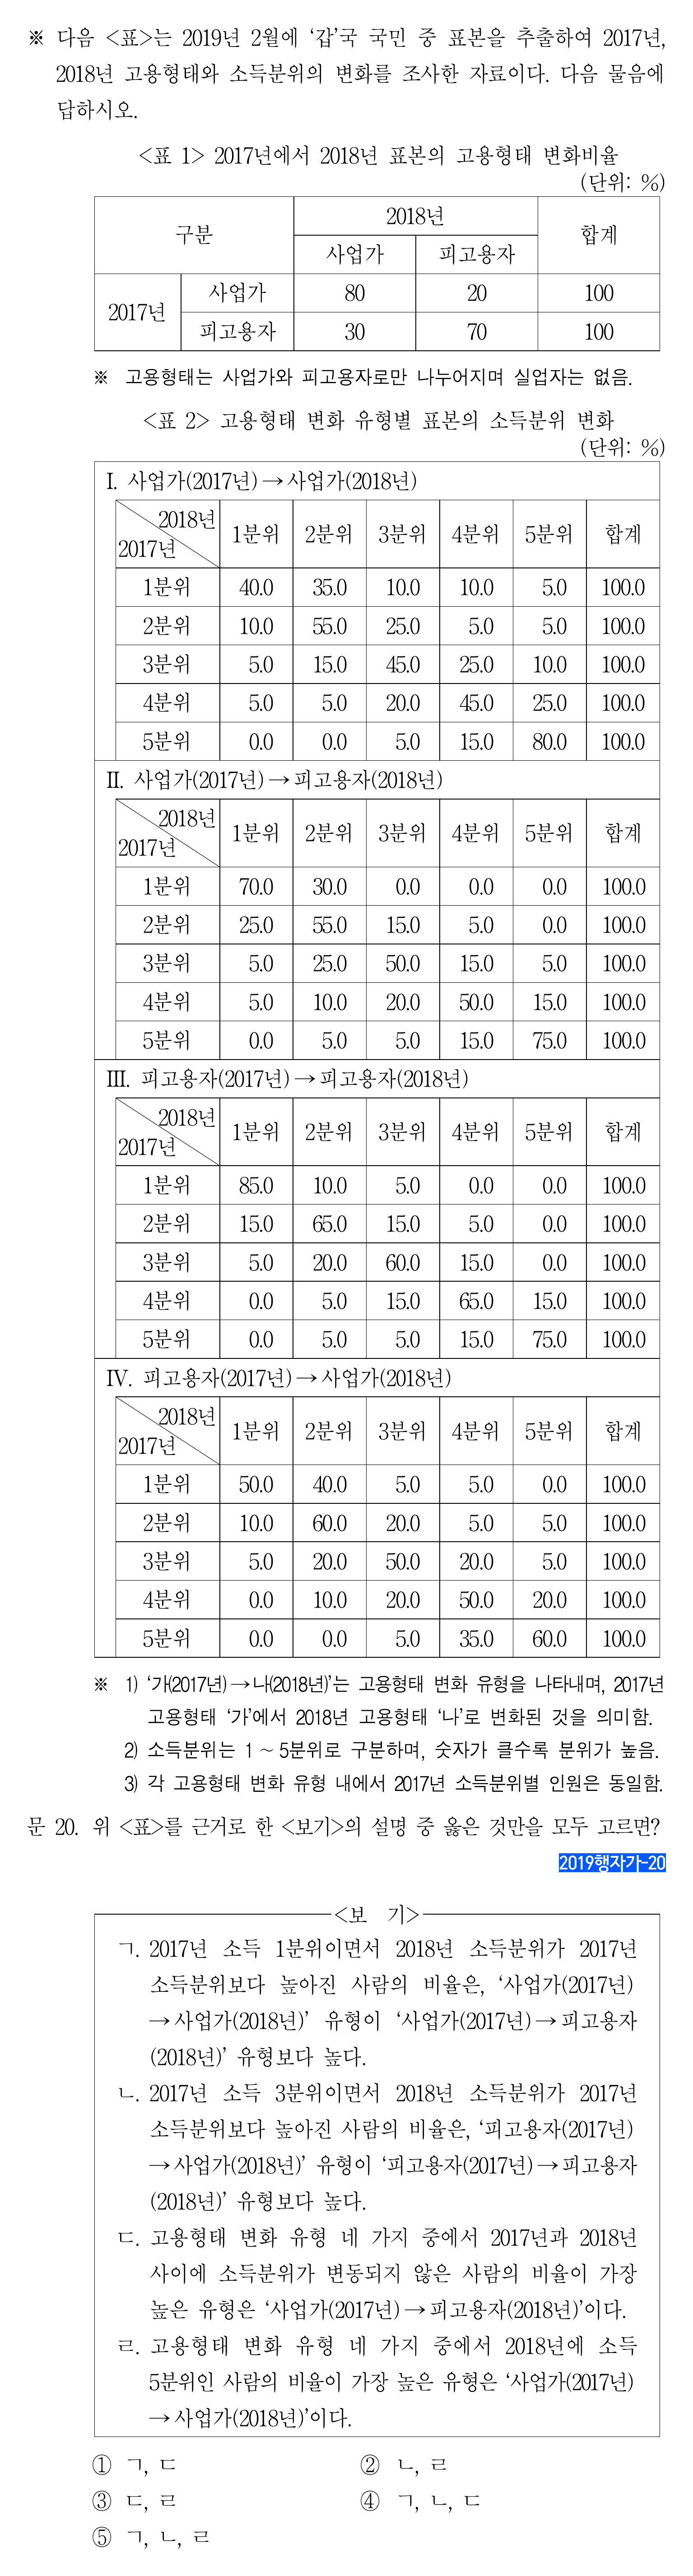 ※ 다음 <표>는 2019년 2월에 ‘갑’국 국민 중 표본을 추출하여 2017년,
2018년 고용형태와 소득분위의 변화를 조사한 자료이다. 다음 물음에
답하시오.
<표 1> 2017년에서 2018년 표본의 고용형태 변화비율
(단위: %)
구분 2018년 합계
사업가 피고용자
2017년 사업가 80 20 100
피고용자 30 70 100
※ 고용형태는 사업가와 피고용자로만 나누어지며 실업자는 없음.
<표 2> 고용형태 변화 유형별 표본의 소득분위 변화
(단위: %)
Ⅰ. 사업가(2017년)→사업가(2018년)
2018년
2017년 1분위 2분위 3분위 4분위 5분위 합계
1분위 40.0 35.0 10.0 10.0 5.0 100.0
2분위 10.0 55.0 25.0 5.0 5.0 100.0
3분위 5.0 15.0 45.0 25.0 10.0 100.0
4분위 5.0 5.0 20.0 45.0 25.0 100.0
5분위 0.0 0.0 5.0 15.0 80.0 100.0
Ⅱ. 사업가(2017년)→피고용자(2018년)
2018년
2017년 1분위 2분위 3분위 4분위 5분위 합계
1분위 70.0 30.0 0.0 0.0 0.0 100.0
2분위 25.0 55.0 15.0 5.0 0.0 100.0
3분위 5.0 25.0 50.0 15.0 5.0 100.0
4분위 5.0 10.0 20.0 50.0 15.0 100.0
5분위 0.0 5.0 5.0 15.0 75.0 100.0
Ⅲ. 피고용자(2017년)→피고용자(2018년)
2018년
2017년 1분위 2분위 3분위 4분위 5분위 합계
1분위 85.0 10.0 5.0 0.0 0.0 100.0
2분위 15.0 65.0 15.0 5.0 0.0 100.0
3분위 5.0 20.0 60.0 15.0 0.0 100.0
4분위 0.0 5.0 15.0 65.0 15.0 100.0
5분위 0.0 5.0 5.0 15.0 75.0 100.0
Ⅳ. 피고용자(2017년)→사업가(2018년)
2018년
2017년 1분위 2분위 3분위 4분위 5분위 합계
1분위 50.0 40.0 5.0 5.0 0.0 100.0
2분위 10.0 60.0 20.0 5.0 5.0 100.0
3분위 5.0 20.0 50.0 20.0 5.0 100.0
4분위 0.0 10.0 20.0 50.0 20.0 100.0
5분위 0.0 0.0 5.0 35.0 60.0 100.0
※ 1) ‘가(2017년)→나(2018년)’는 고용형태 변화 유형을 나타내며, 2017년
고용형태 ‘가’에서 2018년 고용형태 ‘나’로 변화된 것을 의미함.
2) 소득분위는 1 ~ 5분위로 구분하며, 숫자가 클수록 분위가 높음.
3) 각 고용형태 변화 유형 내에서 2017년 소득분위별 인원은 동일함.
문 20. 위 <표>를 근거로 한 <보기>의 설명 중 옳은 것만을 모두 고르면?
2019행자가-20
<보 기>
ㄱ. 2017년 소득 1분위이면서 2018년 소득분위가 2017년
소득분위보다 높아진 사람의 비율은, ‘사업가(2017년)
→사업가(2018년)’ 유형이 ‘사업가(2017년)→피고용자
(2018년)’ 유형보다 높다.
ㄴ. 2017년 소득 3분위이면서 2018년 소득분위가 2017년
소득분위보다 높아진 사람의 비율은, ‘피고용자(2017년)
→사업가(2018년)’ 유형이 ‘피고용자(2017년)→피고용자
(2018년)’ 유형보다 높다.
ㄷ. 고용형태 변화 유형 네 가지 중에서 2017년과 2018년
사이에 소득분위가 변동되지 않은 사람의 비율이 가장
높은 유형은 ‘사업가(2017년)→피고용자(2018년)’이다.
ㄹ. 고용형태 변화 유형 네 가지 중에서 2018년에 소득
5분위인 사람의 비율이 가장 높은 유형은 ‘사업가(2017년)
→사업가(2018년)’이다.
① ㄱ, ㄷ ② ㄴ, ㄹ
③ ㄷ, ㄹ ④ ㄱ, ㄴ, ㄷ
⑤ ㄱ, ㄴ, ㄹ